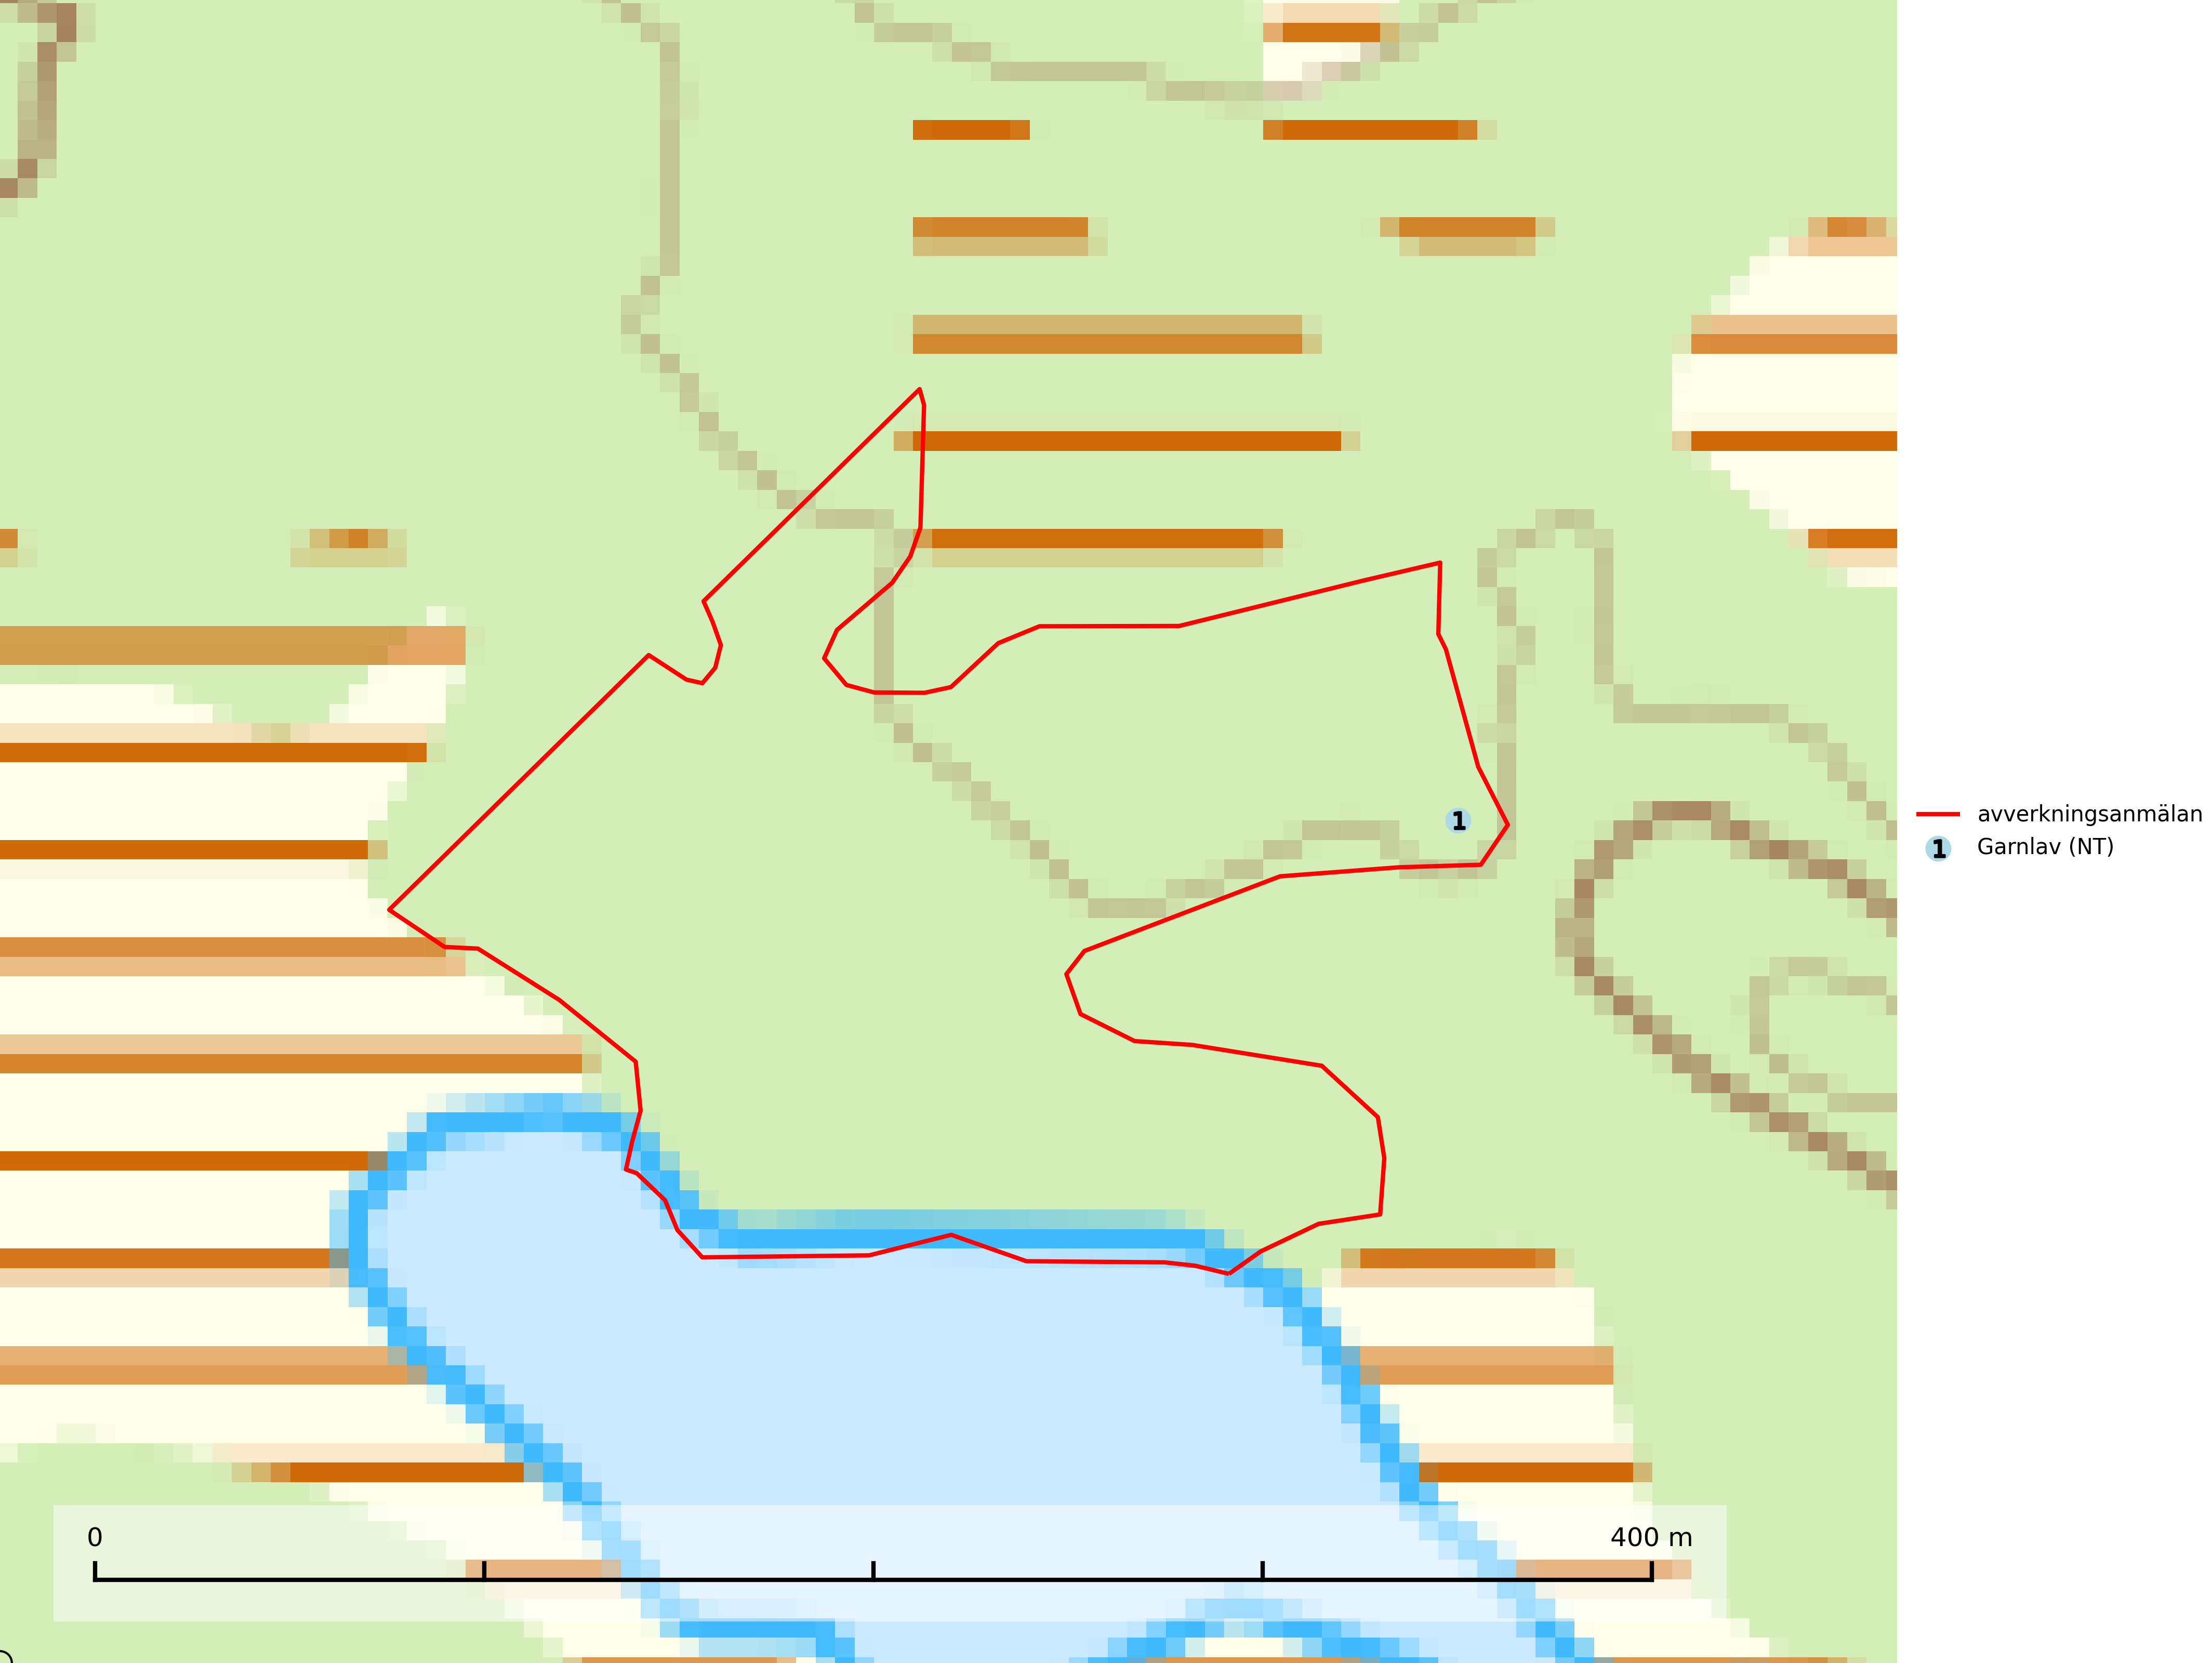 1
avverkningsanmälan
1 Garnlav (NT)
0 400 m